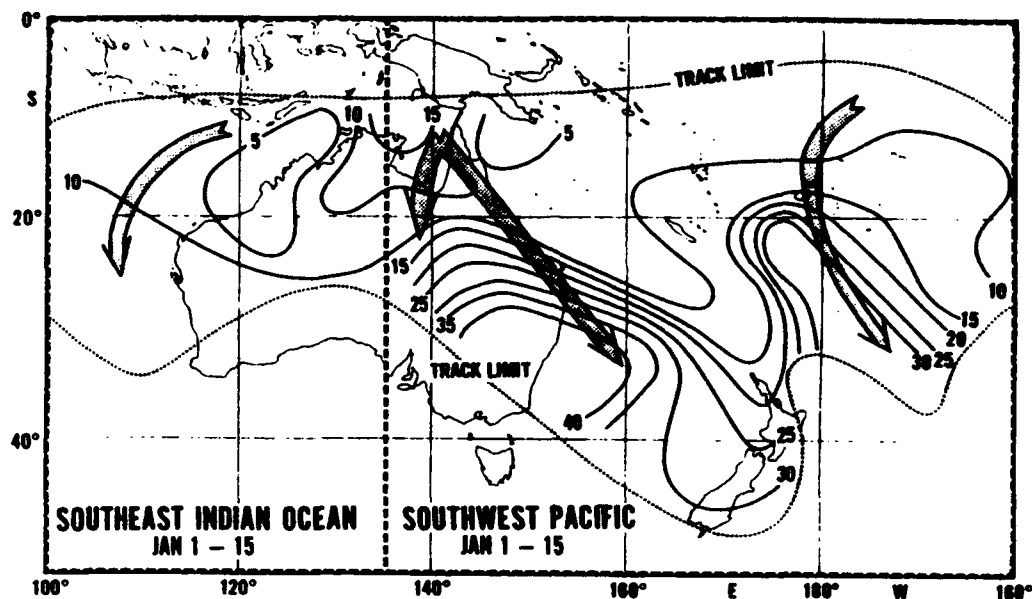 0°
TRACK LIMIT
S
10
15
5
5
10
20°
15
25
35
10
15
20
30 25
TRACK LIMIT
40
25
40°
30
SOUTHEAST INDIAN OCEAN
JAN 1 – 15
SOUTHWEST PACIFIC
JAN 1 – 15
100° 120° 140° 160° E 180° W 160°